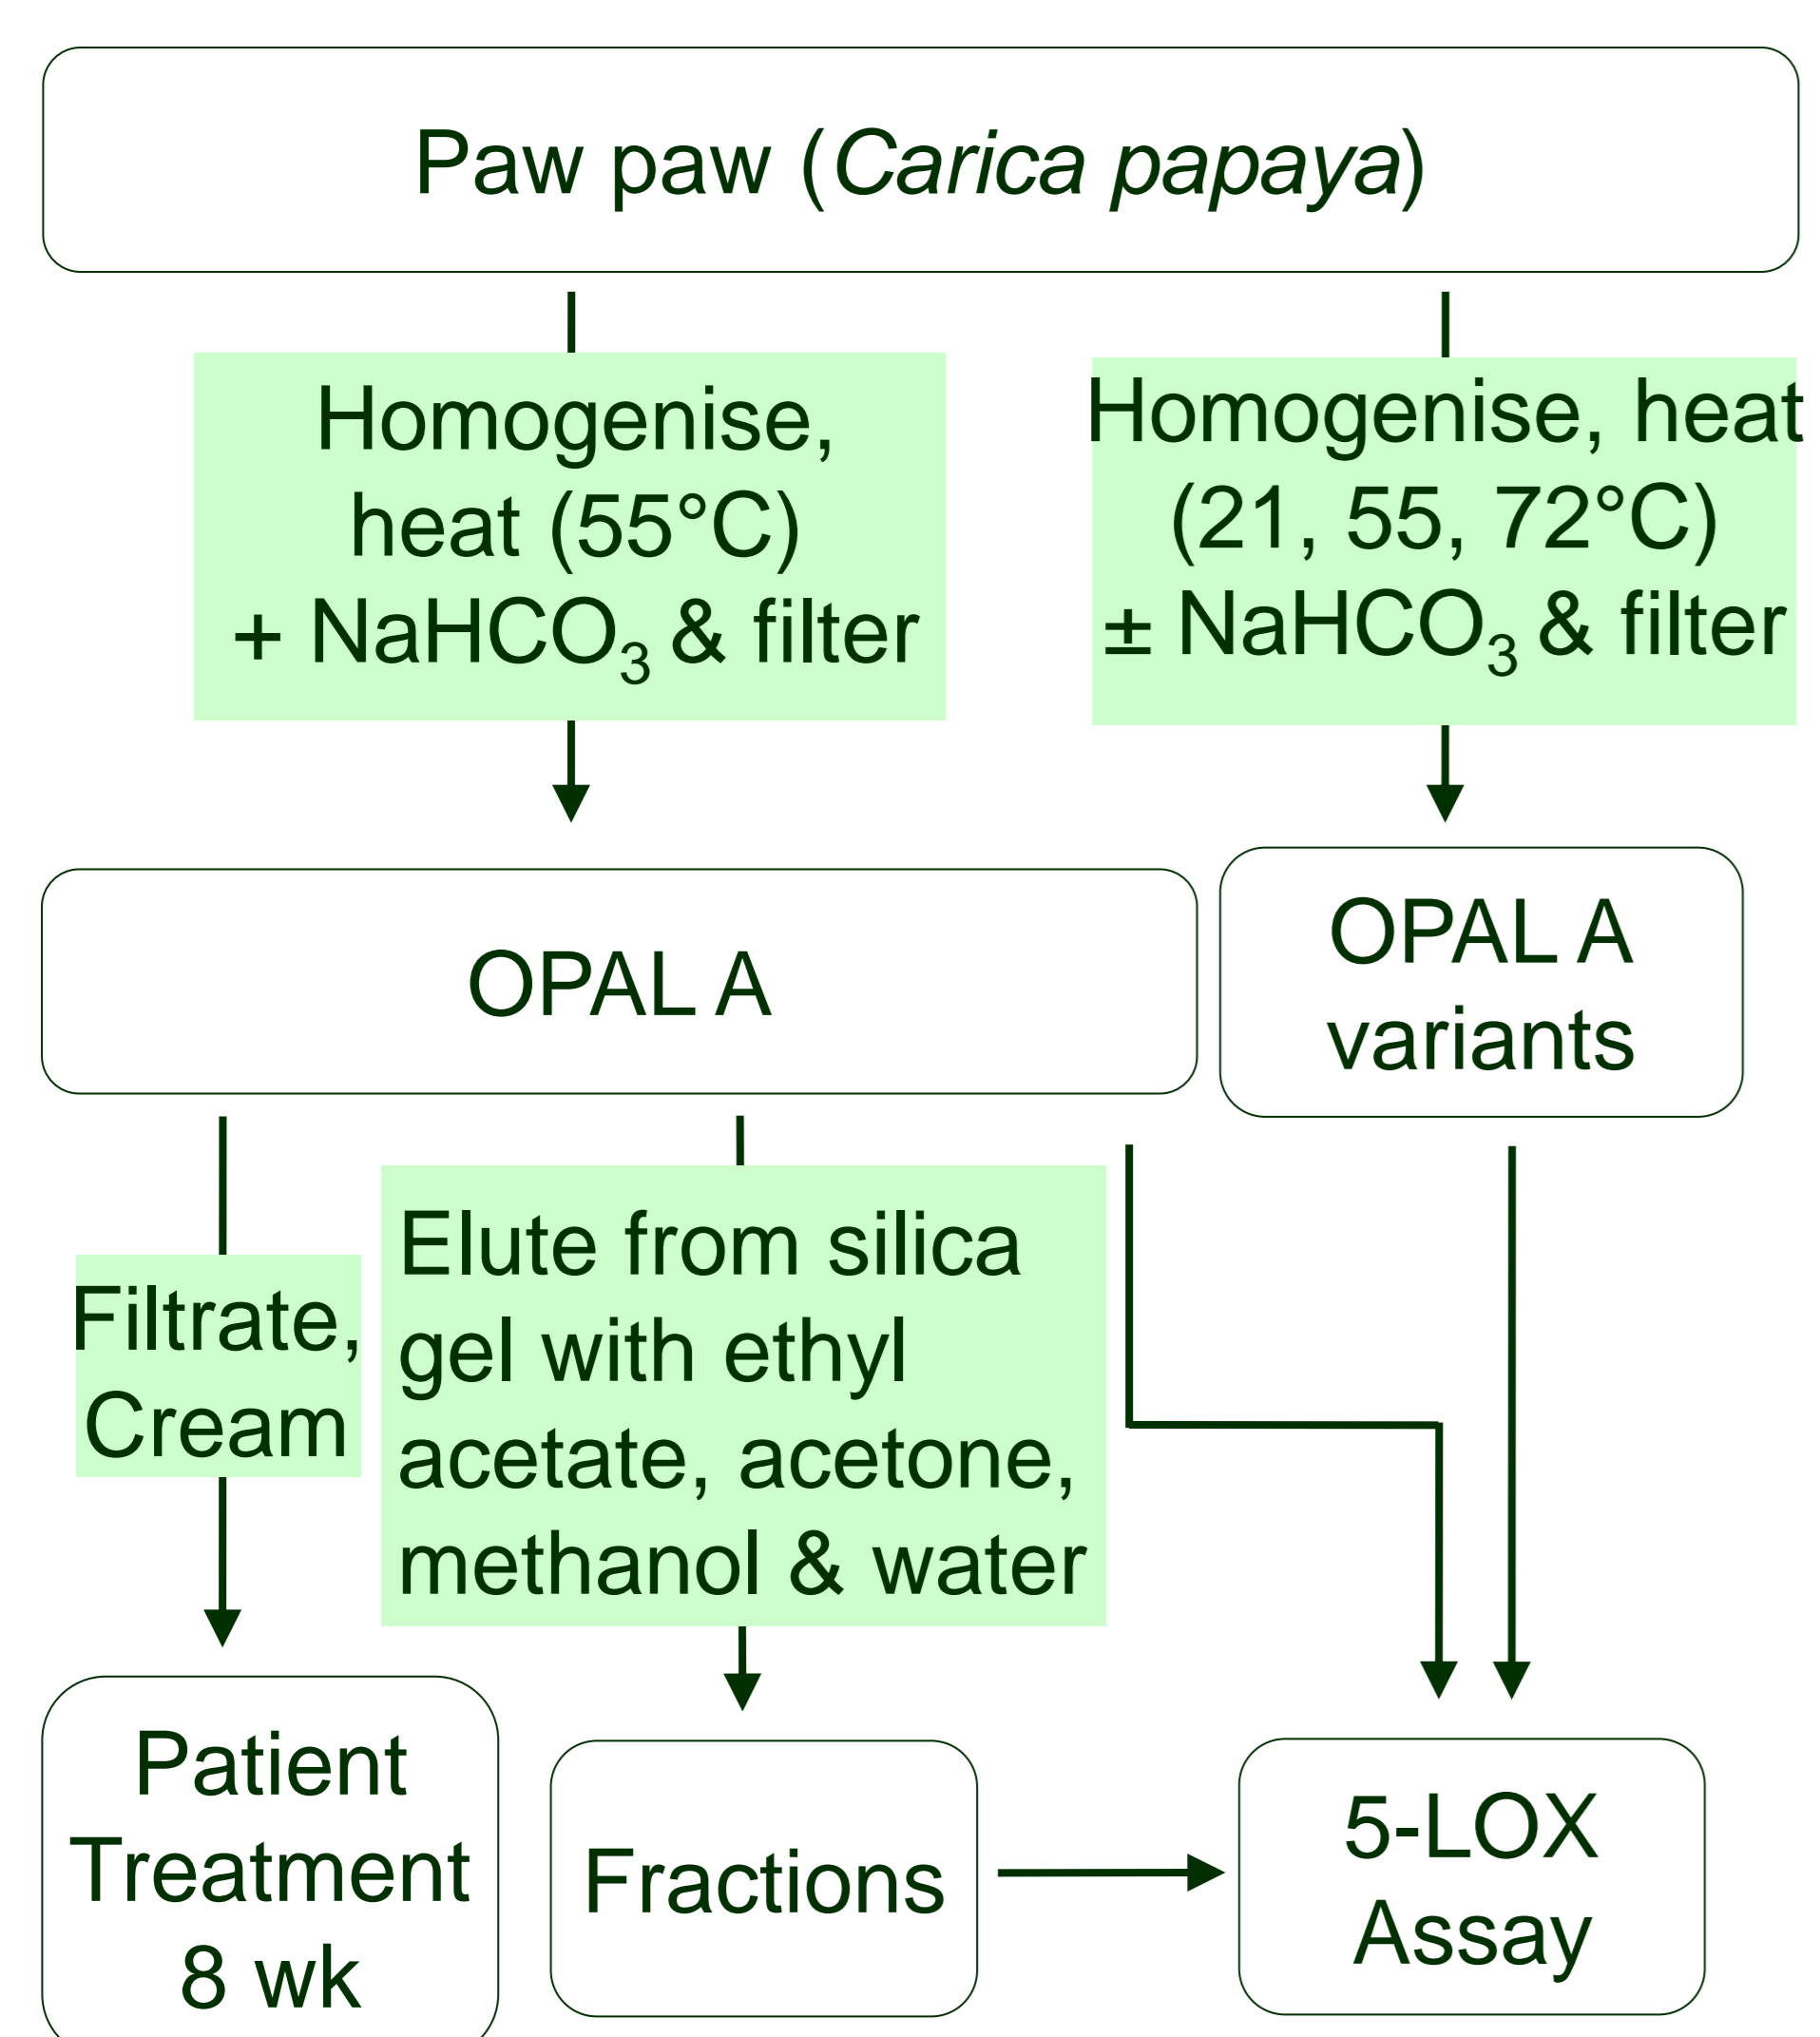 Paw paw (Carica papaya)
Homogenise,
heat (55°C)
+ NaHCO₃ & filter
Homogenise, heat
(21, 55, 72°C)
± NaHCO₃ & filter
OPAL A
OPAL A
variants
Filtrate,
Cream
Elute from silica
gel with ethyl
acetate, acetone,
methanol & water
Patient
Treatment
8 wk
Fractions
5-LOX
Assay